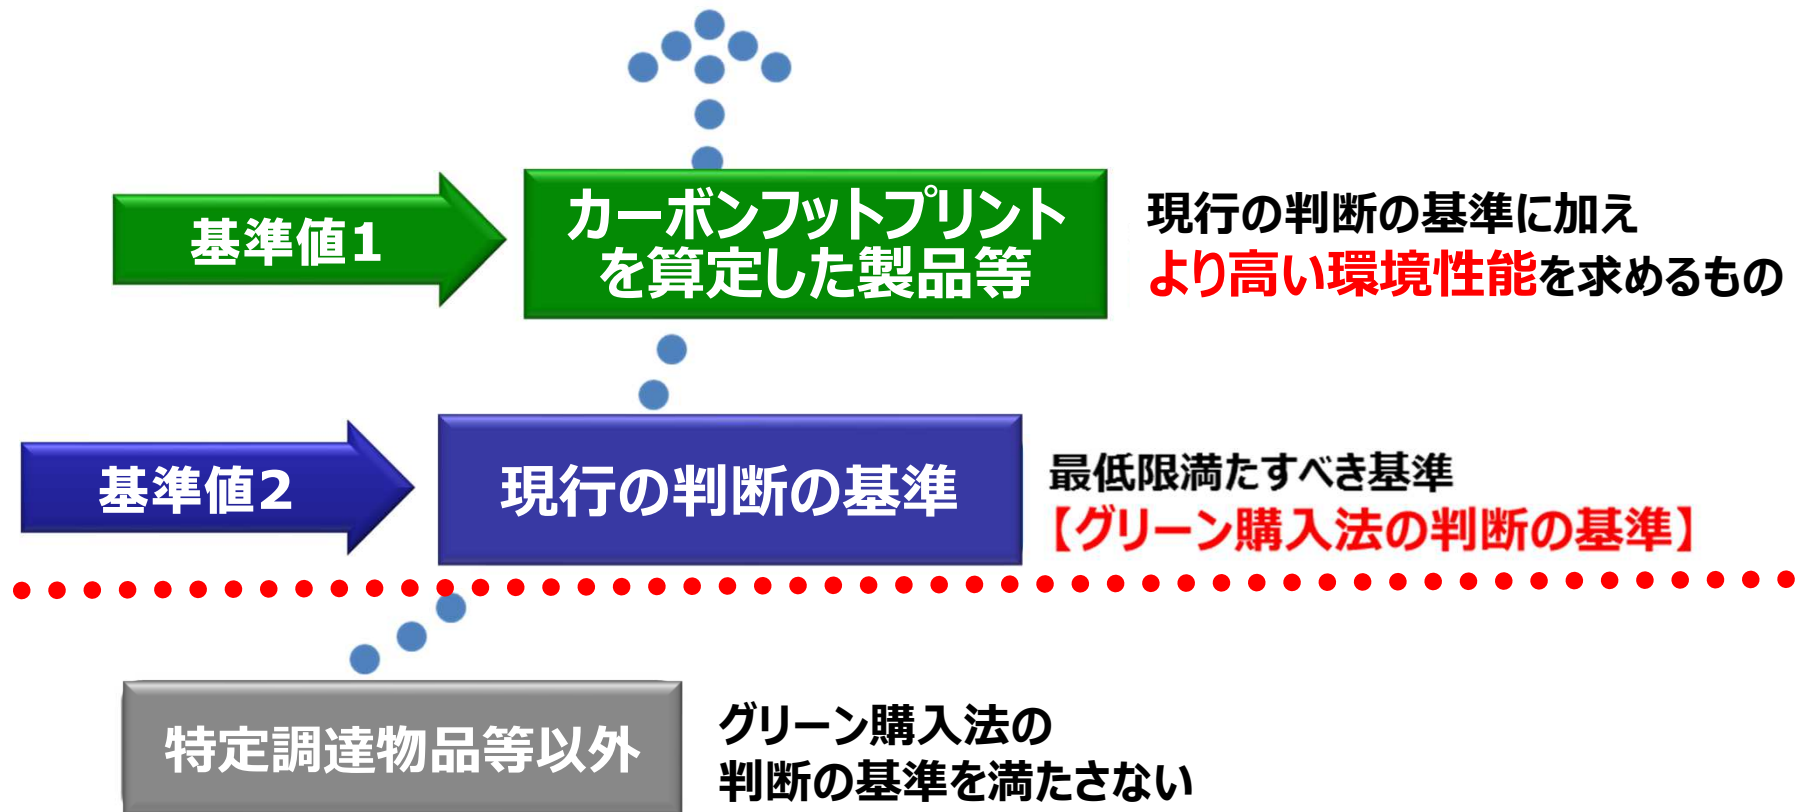 基準値1
カーボンフットプリント
を算定した製品等
現行の判断の基準に加え
より高い環境性能を求めるもの
基準値2
現行の判断の基準
最低限満たすべき基準
【グリーン購入法の判断の基準】
特定調達物品等以外
グリーン購入法の
判断の基準を満たさない